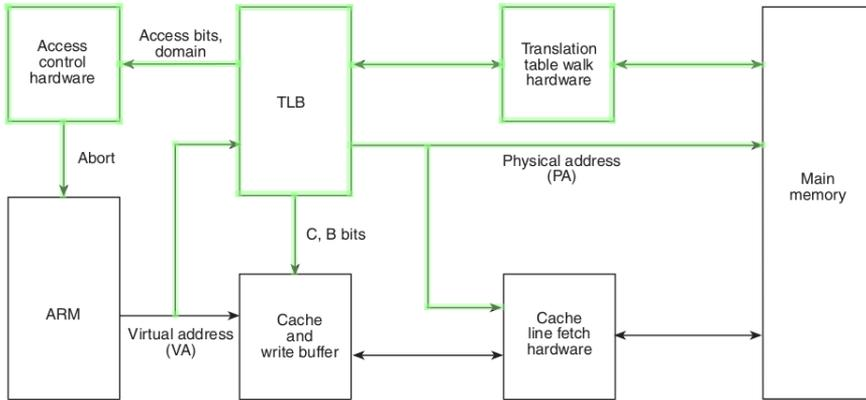 Access
control
hardware
Access bits,
domain
TLB
Translation
table walk
hardware
Abort
Physical address
(PA)
Main
memory
C, B bits
ARM
Virtual address
(VA)
Cache
and
write buffer
Cache
line fetch
hardware